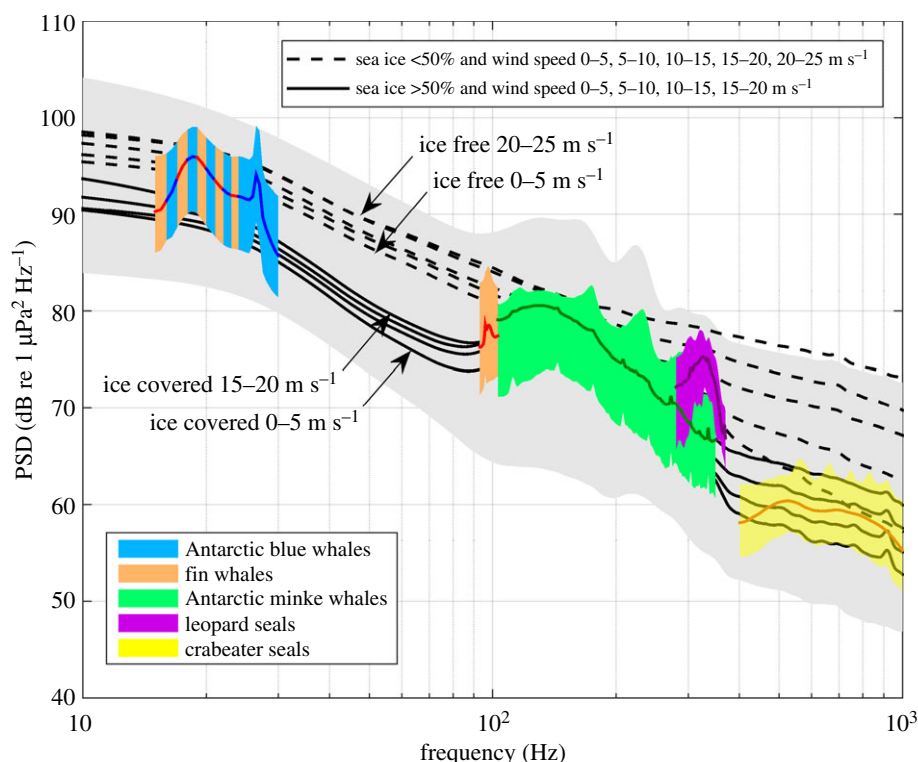 110
100
90
80
70
60
50
40
PSD (dB re 1 µPa² Hz⁻¹)
sea ice <50% and wind speed 0–5, 5–10, 10–15, 15–20, 20–25 m s⁻¹
sea ice >50% and wind speed 0–5, 5–10, 10–15, 15–20 m s⁻¹
ice free 20–25 m s⁻¹
ice free 0–5 m s⁻¹
ice covered 15–20 m s⁻¹
ice covered 0–5 m s⁻¹
Antarctic blue whales
fin whales
Antarctic minke whales
leopard seals
crabeater seals
10 10² 10³
frequency (Hz)